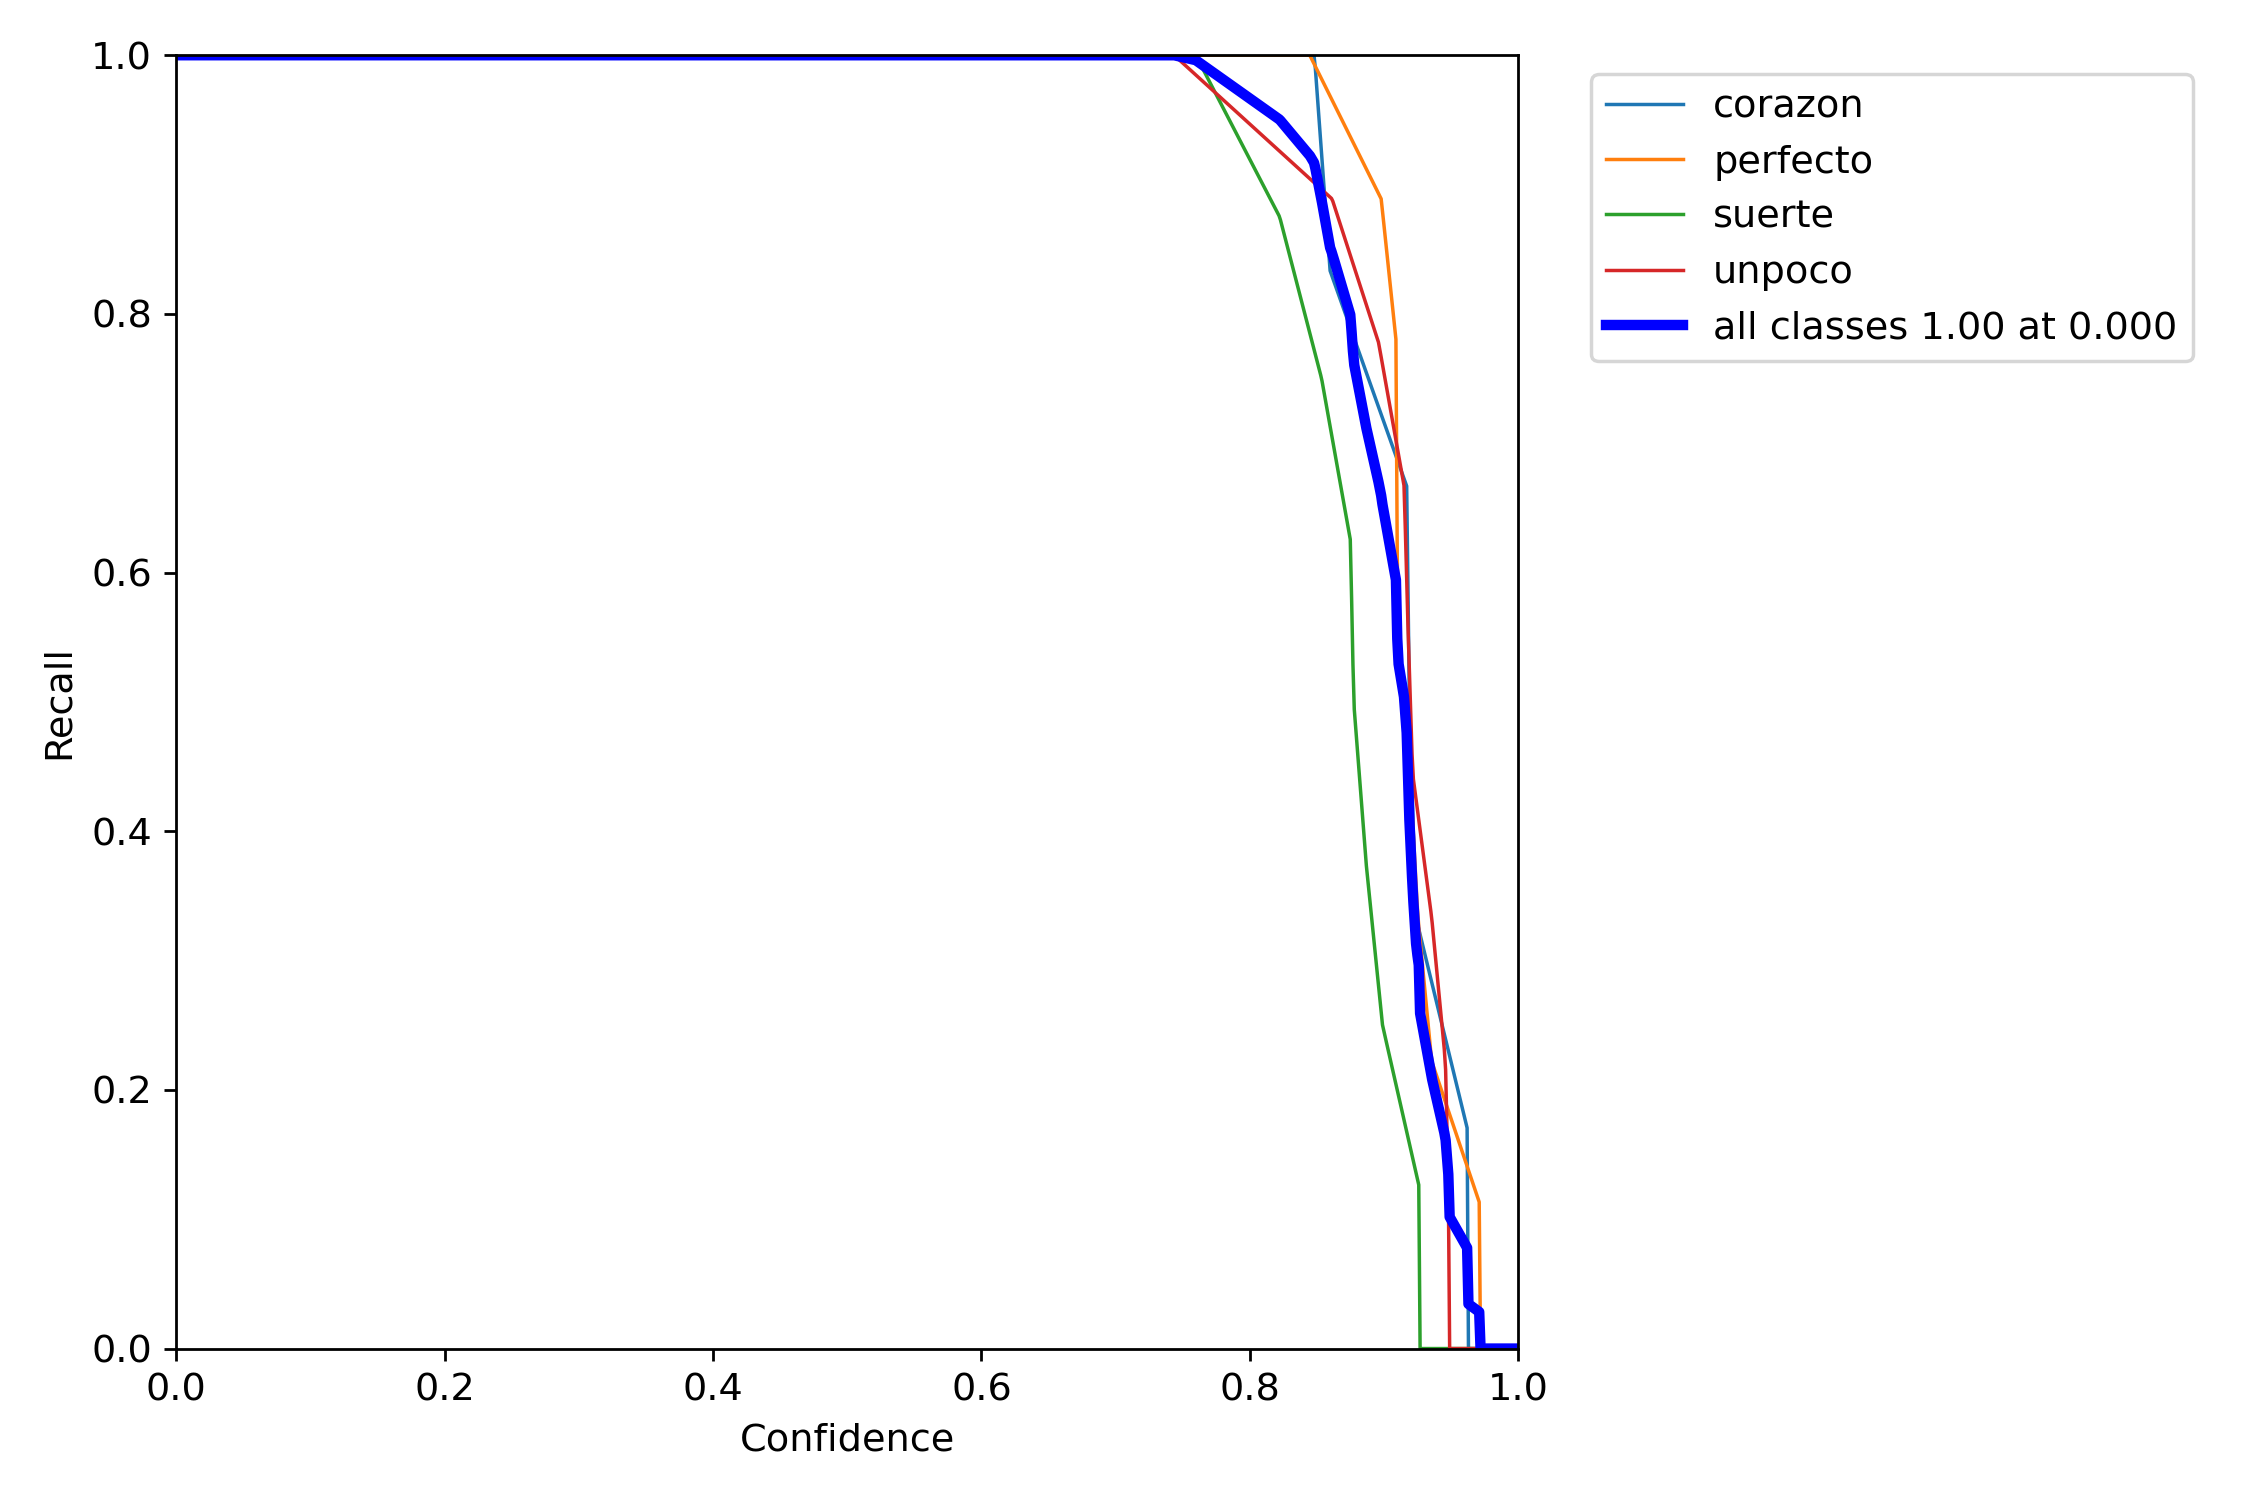 1.0
0.8
0.6
0.4
0.2
0.0
Recall
0.0 0.2 0.4 0.6 0.8 1.0
Confidence
corazon
perfecto
suerte
unpoco
all classes 1.00 at 0.000